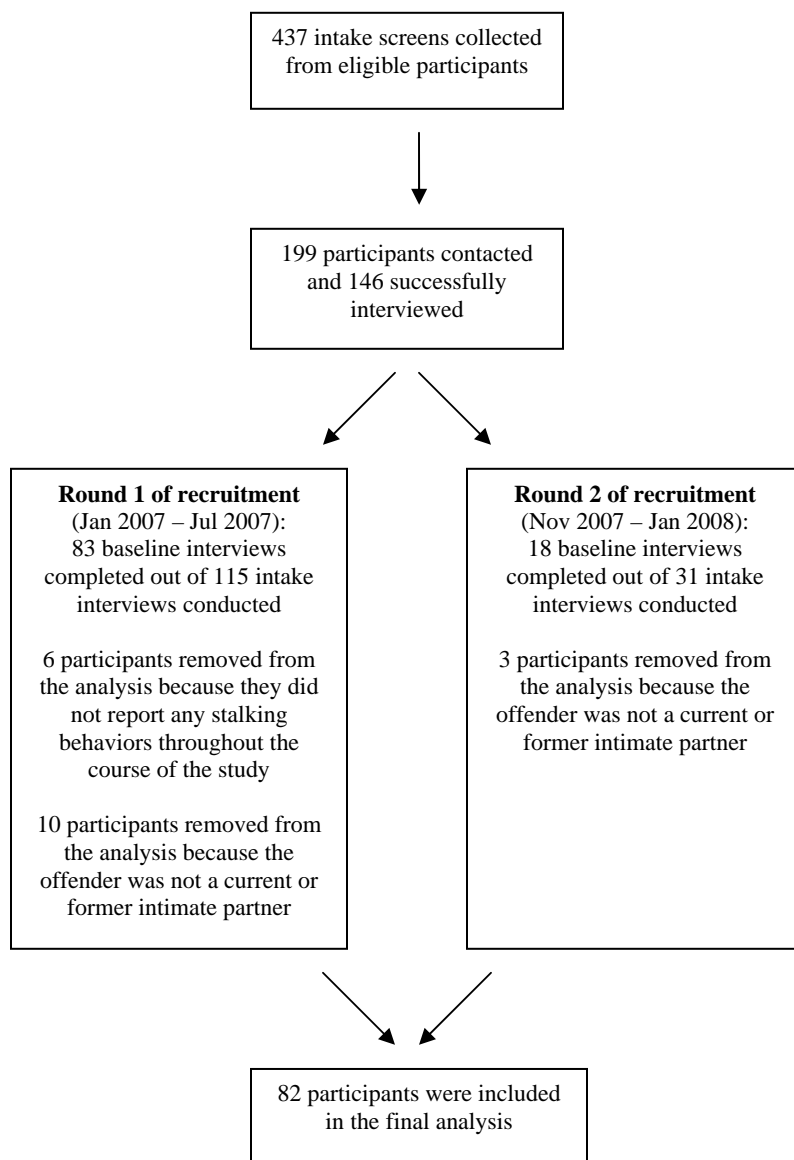 437 intake screens collected
from eligible participants
199 participants contacted
and 146 successfully
interviewed
Round 1 of recruitment
(Jan 2007 – Jul 2007):
83 baseline interviews
completed out of 115 intake
interviews conducted
6 participants removed from
the analysis because they did
not report any stalking
behaviors throughout the
course of the study
10 participants removed from
the analysis because the
offender was not a current or
former intimate partner
Round 2 of recruitment
(Nov 2007 – Jan 2008):
18 baseline interviews
completed out of 31 intake
interviews conducted
3 participants removed from
the analysis because the
offender was not a current or
former intimate partner
82 participants were included
in the final analysis